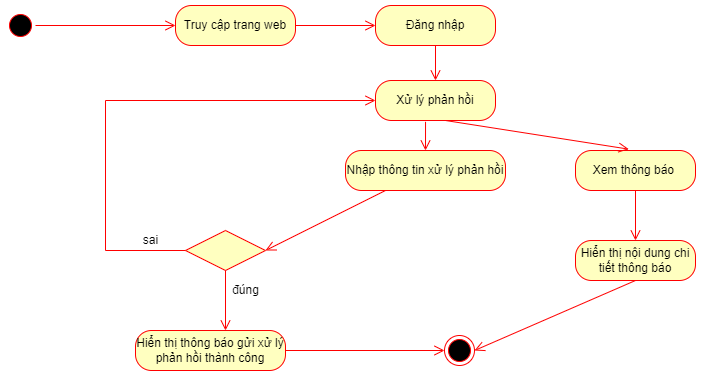 Truy cập trang web
Đăng nhập
Xử lý phản hồi
Nhập thông tin xử lý phản hồi
Xem thông báo
sai
Hiển thị nội dung chi
tiết thông báo
đúng
Hiển thị thông báo gửi xử lý
phản hồi thành công